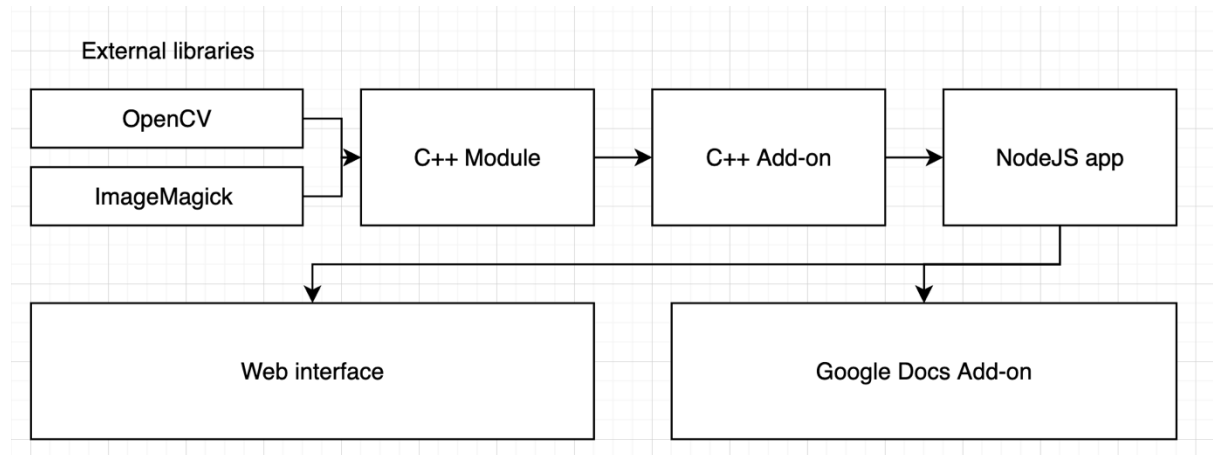 External libraries
OpenCV
ImageMagick
C++ Module
C++ Add-on
NodeJS app
Web interface
Google Docs Add-on